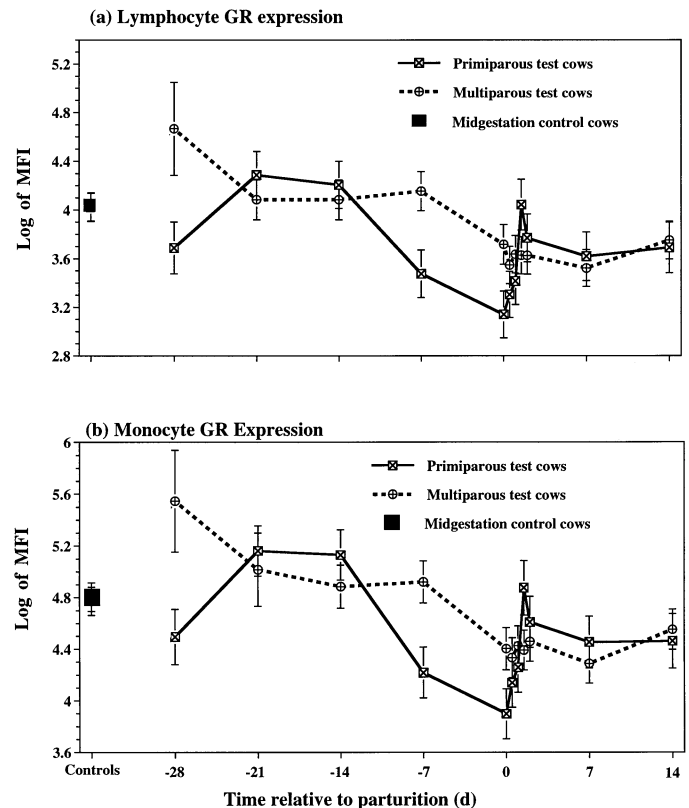 (a) Lymphocyte GR expression
5.2
4.8
4.4
4
3.6
3.2
2.8
Log of MFI
Primiparous test cows
Multiparous test cows
Midgestation control cows
(b) Monocyte GR Expression
6
5.6
5.2
4.8
4.4
4
3.6
Log of MFI
Primiparous test cows
Multiparous test cows
Midgestation control cows
Controls -28 -21 -14 -7 0 7 14
Time relative to parturition (d)